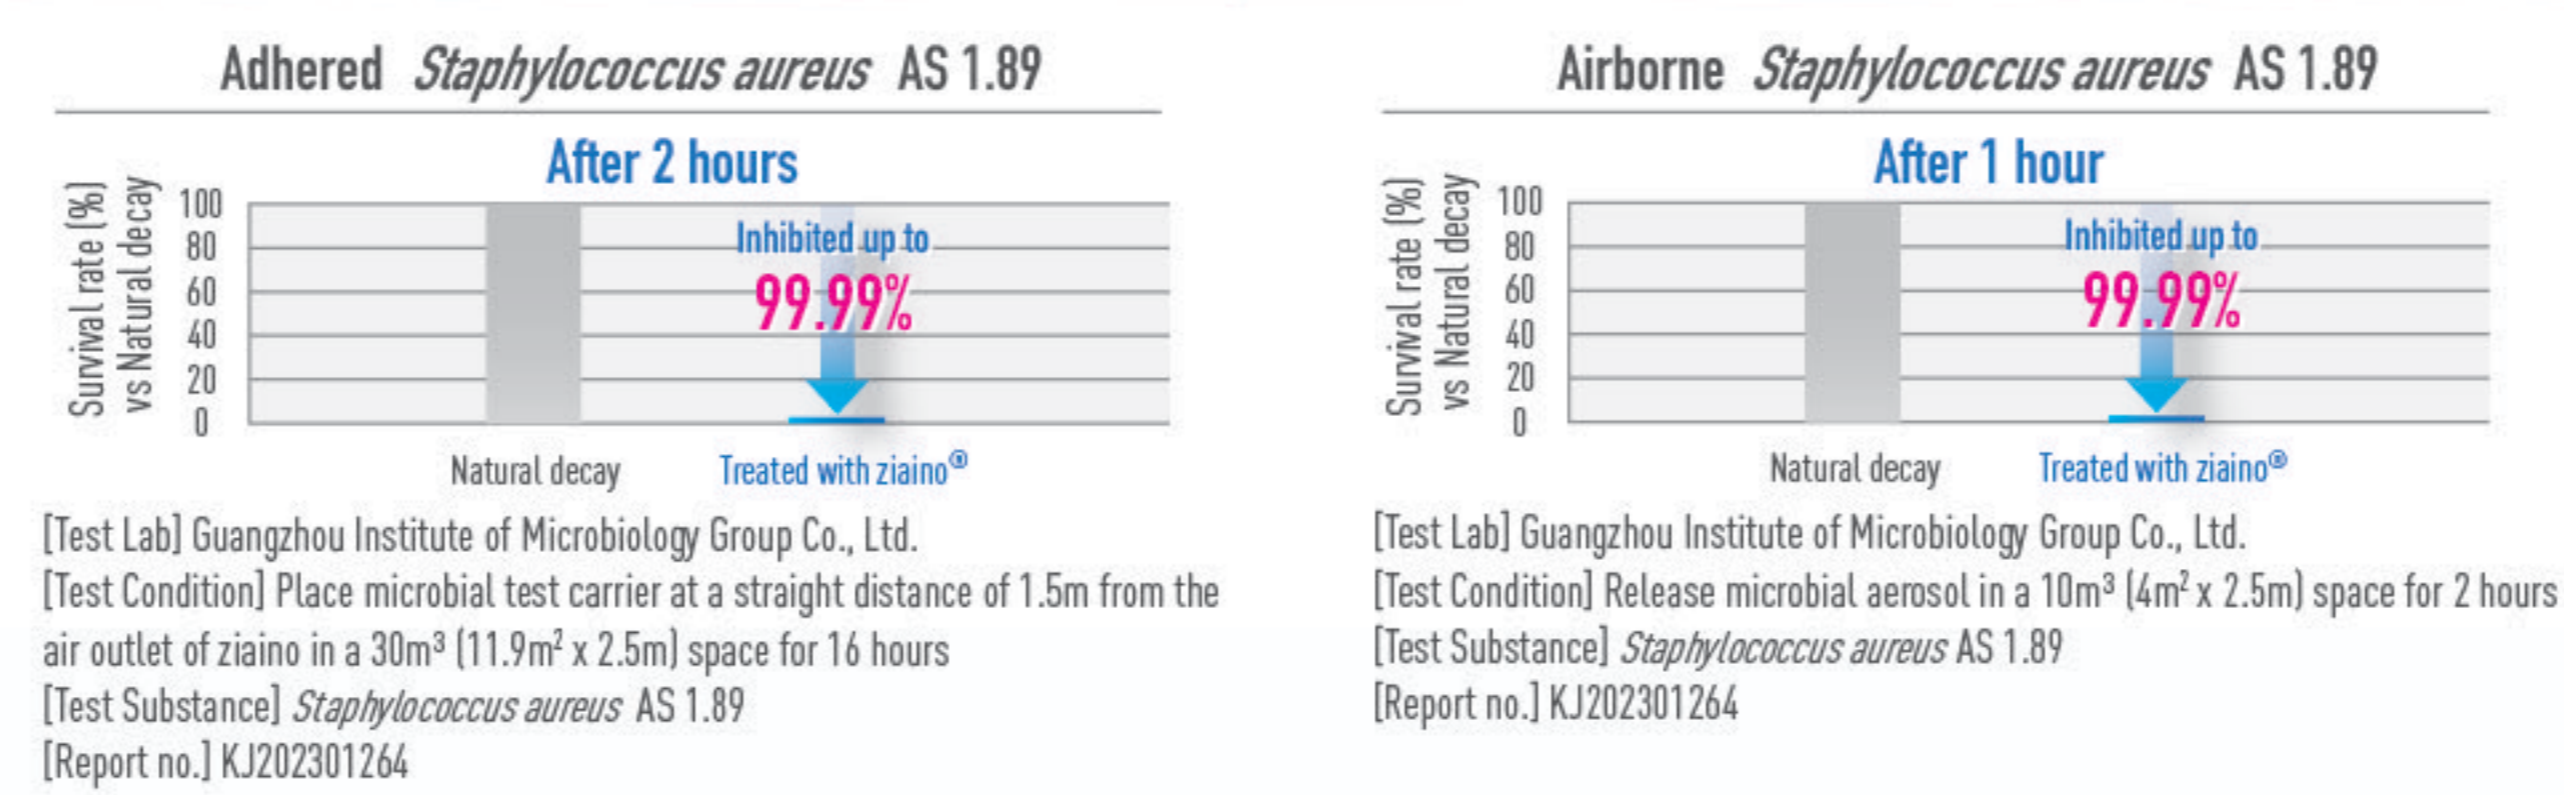 Adhered Staphylococcus aureus AS 1.89
After 2 hours
Survival rate (%)
vs Natural decay
100
80
60
40
20
0
Inhibited up to
99.99%
Natural decay
Treated with ziaino®
[Test Lab] Guangzhou Institute of Microbiology Group Co., Ltd.
[Test Condition] Place microbial test carrier at a straight distance of 1.5m from the
air outlet of ziaino in a 30m³ (11.9m² x 2.5m) space for 16 hours
[Test Substance] Staphylococcus aureus AS 1.89
[Report no.] KJ202301264
Airborne Staphylococcus aureus AS 1.89
After 1 hour
Survival rate (%)
vs Natural decay
100
80
60
40
20
0
Inhibited up to
99.99%
Natural decay
Treated with ziaino®
[Test Lab] Guangzhou Institute of Microbiology Group Co., Ltd.
[Test Condition] Release microbial aerosol in a 10m³ (4m² x 2.5m) space for 2 hours
[Test Substance] Staphylococcus aureus AS 1.89
[Report no.] KJ202301264